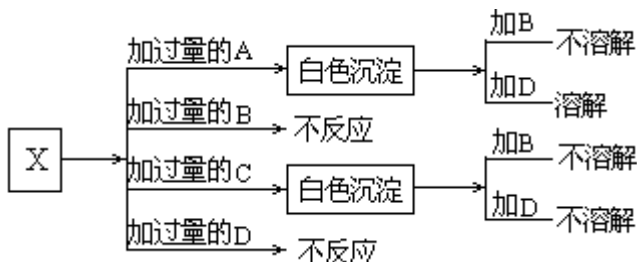 加B
不溶解
加过量的A
白色沉淀
加D
溶解
加过量的B
不反应
X
加过量的C
白色沉淀
加B
不溶解
加D
不溶解
加过量的D
不反应